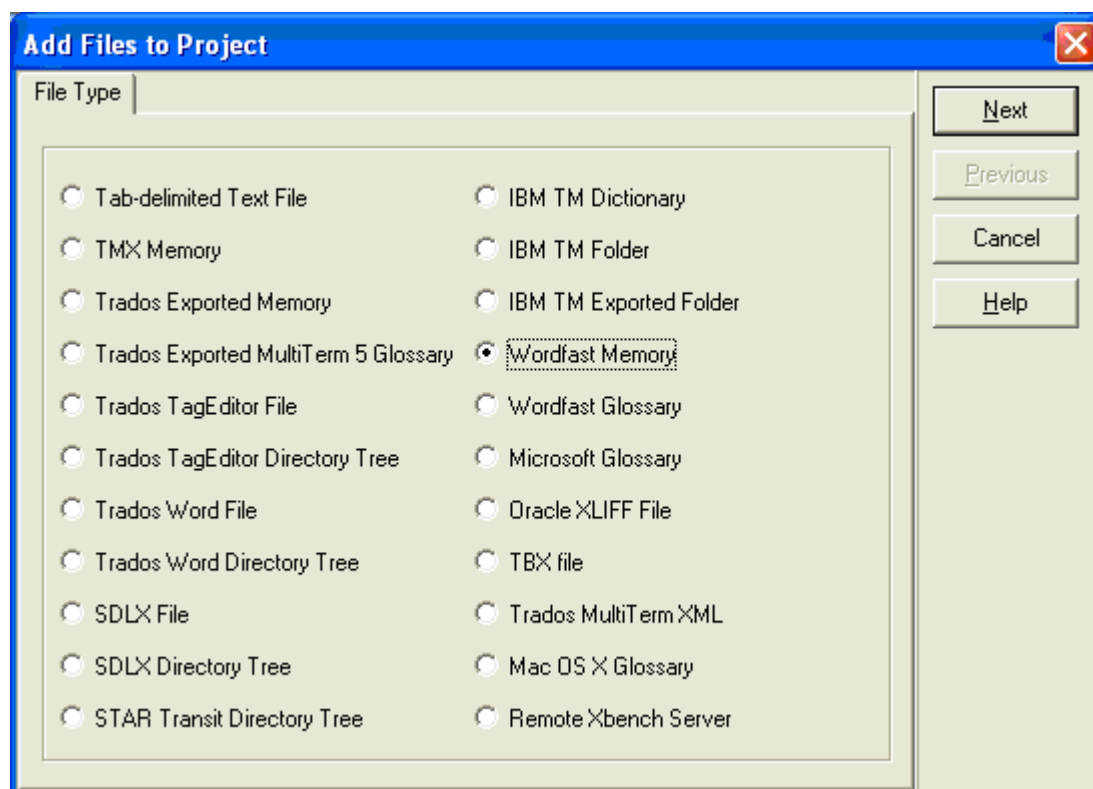 Add Files to Project
File Type
Tab-delimited Text File
TMX Memory
Trados Exported Memory
Trados Exported MultiTerm 5 Glossary
Trados TagEditor File
Trados TagEditor Directory Tree
Trados Word File
Trados Word Directory Tree
SDLX File
SDLX Directory Tree
STAR Transit Directory Tree
IBM TM Dictionary
IBM TM Folder
IBM TM Exported Folder
Wordfast Memory
Wordfast Glossary
Microsoft Glossary
Oracle XLIFF File
TBX file
Trados MultiTerm XML
Mac OS X Glossary
Remote Xbench Server
Next
Previous
Cancel
Help